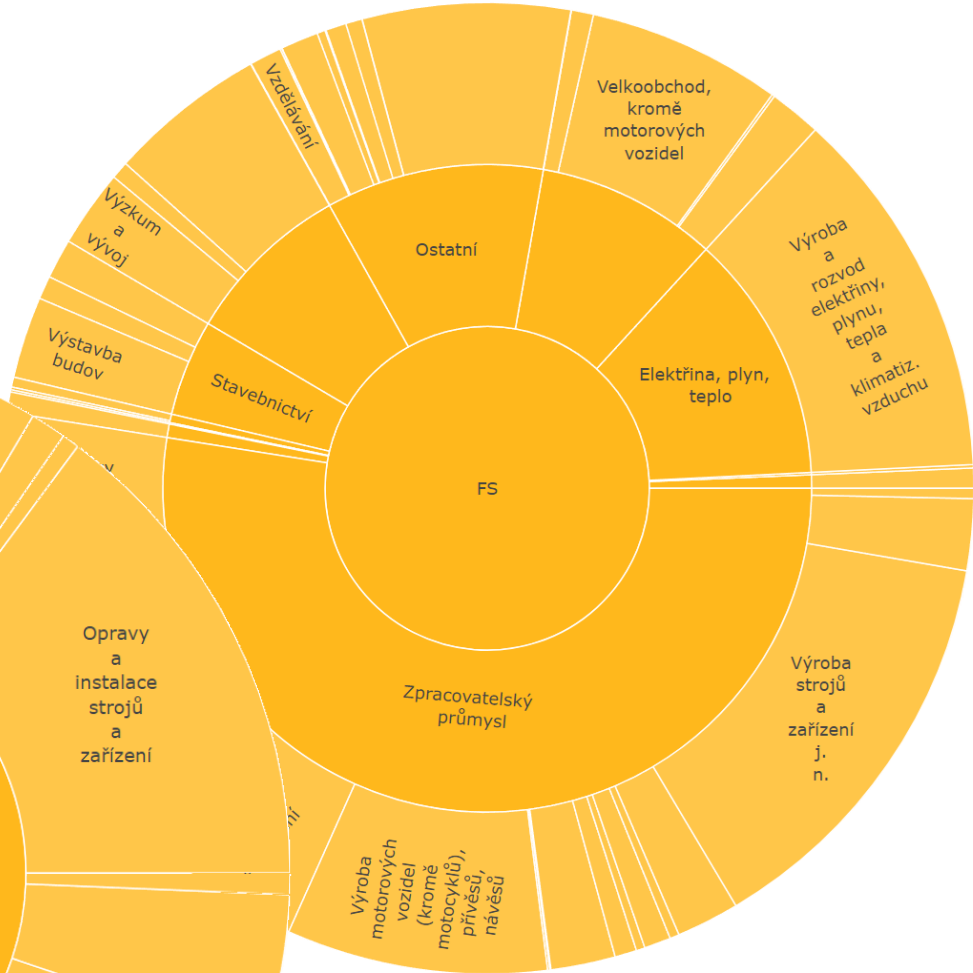 Vzdělávání
Velkoobchod,
kromě
motorových
vozidel
Výzkum
a
vývoj
Ostatní
Výroba
a
rozvod
elektřiny,
plynu,
tepla
a
klimatiz.
vzduchu
Výstavba
budov
Stavebnictví
Elektřina, plyn,
teplo
FS
Opravy
a
instalace
strojů
a
zařízení
Zpracovatelský
průmysl
Výroba
strojů
a
zařízení
j.
n.
Výroba
motorových
vozidel
(kromě
motocyklů),
přívěsů,
návěsů